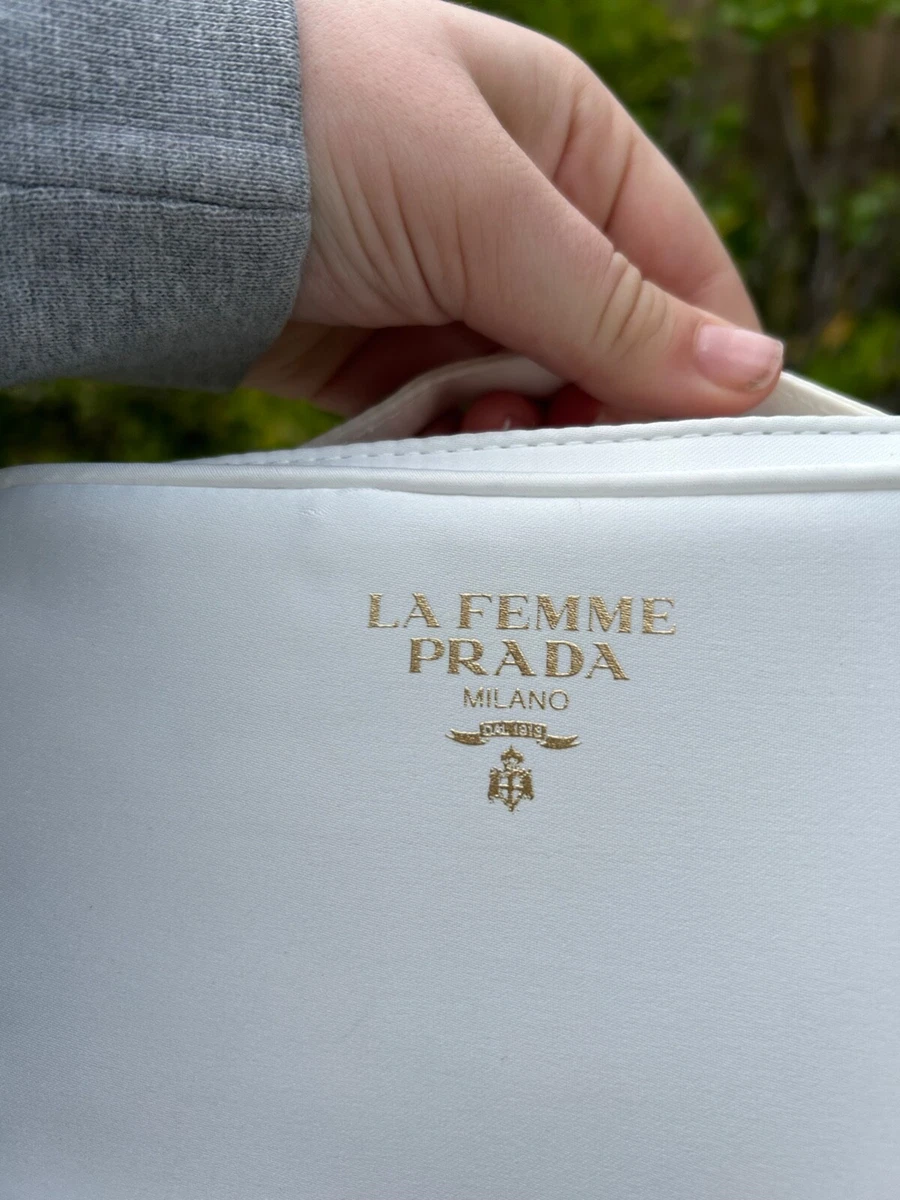 LA FEMME
PRADA
MILANO
DAL 1913